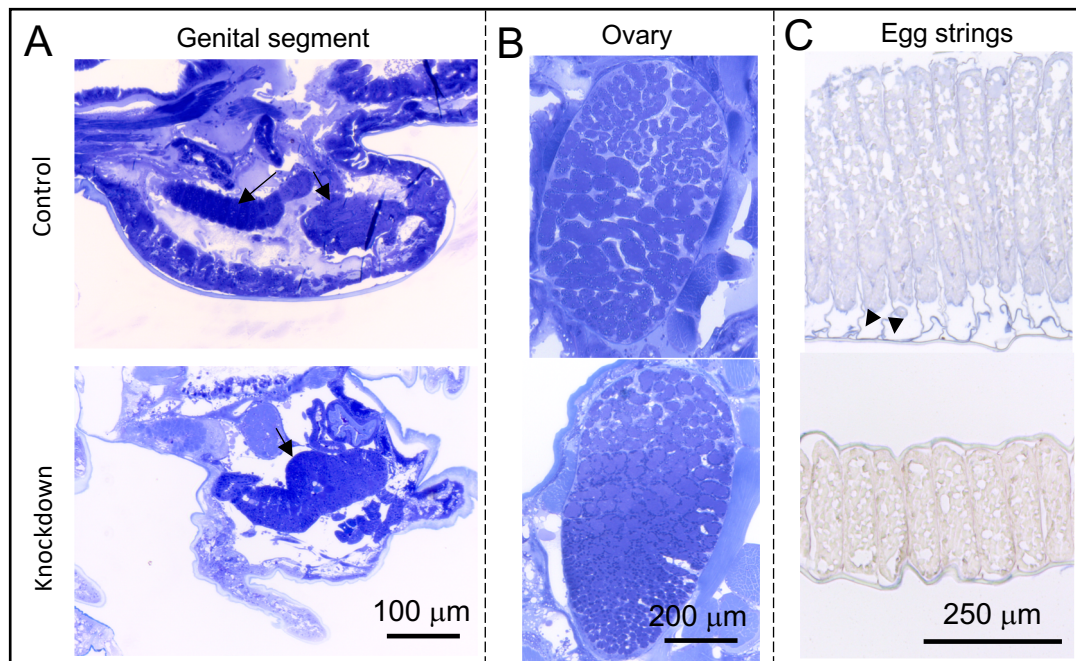 A
Genital segment
B
Ovary
C
Egg strings
Control
Knockdown
100 μm
200 μm
250 μm